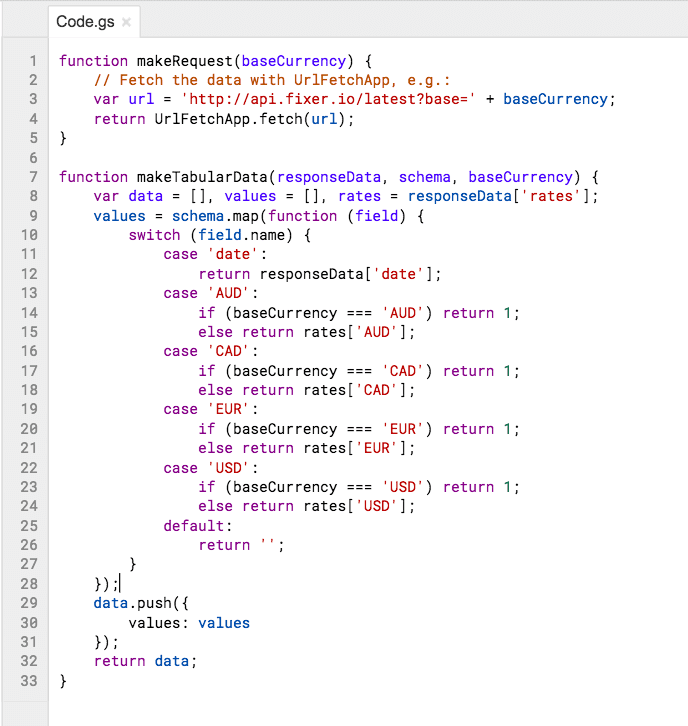 Code.gs ×
1 function makeRequest(baseCurrency) {
2     // Fetch the data with UrlFetchApp, e.g.:
3     var url = 'http://api.fixer.io/latest?base=' + baseCurrency;
4     return UrlFetchApp.fetch(url);
5 }
6
7 function makeTabularData(responseData, schema, baseCurrency) {
8     var data = [], values = [], rates = responseData['rates'];
9     values = schema.map(function (field) {
10         switch (field.name) {
11             case 'date':
12                 return responseData['date'];
13             case 'AUD':
14                 if (baseCurrency === 'AUD') return 1;
15                 else return rates['AUD'];
16             case 'CAD':
17                 if (baseCurrency === 'CAD') return 1;
18                 else return rates['CAD'];
19             case 'EUR':
20                 if (baseCurrency === 'EUR') return 1;
21                 else return rates['EUR'];
22             case 'USD':
23                 if (baseCurrency === 'USD') return 1;
24                 else return rates['USD'];
25             default:
26                 return '';
27         }
28     });
29     data.push({
30         values: values
31     });
32     return data;
33 }